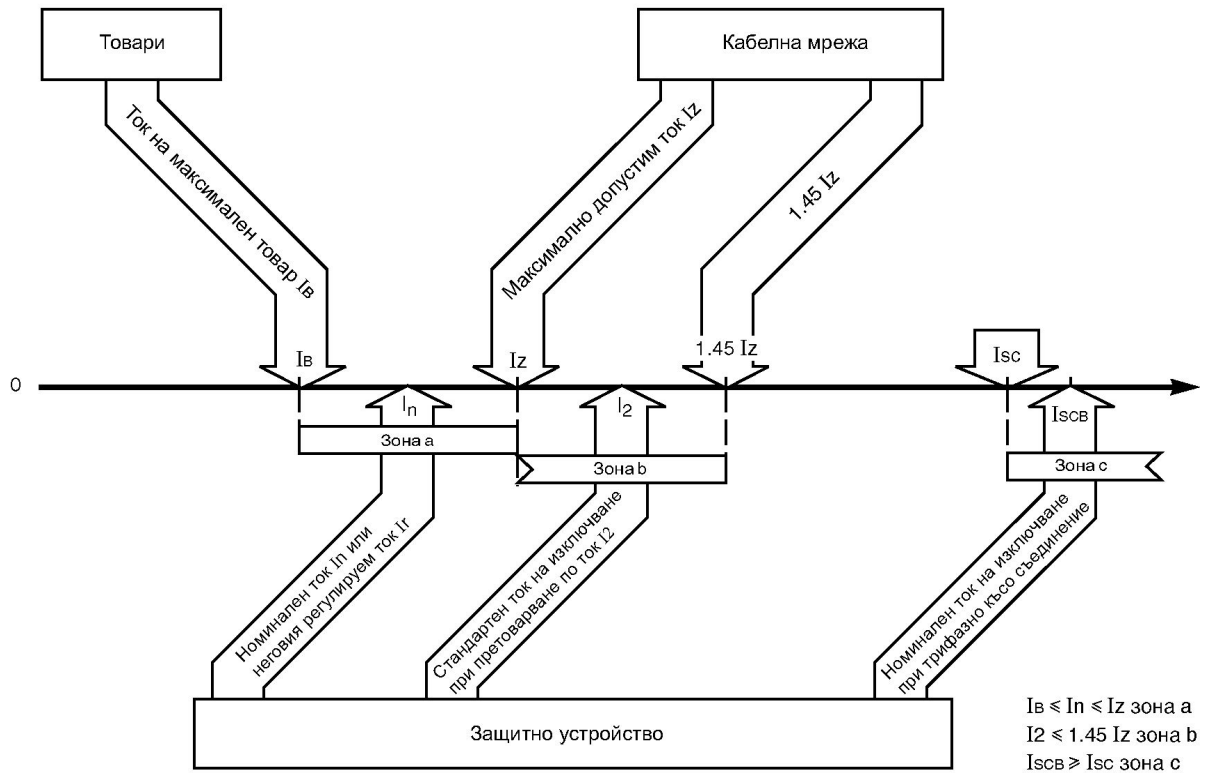 Товари
Кабелна мрежа
Ток на максимален товар Iв
Максимално допустим ток Iz
1.45 Iz
Iв
Iz
1.45 Iz
Isc
0
In
I2
Iscв
Зона a
Зона b
Зона c
Номинален ток In или
неговия регулируем ток Ir
Стандартен ток на изключване
при претоварване по ток I2
Номинален ток на изключване
при трифазно късо съединение
Защитно устройство
Iв ⩽ In ⩽ Iz зона a
I2 ⩽ 1.45 Iz зона b
Iscв ⩾ Isc зона c